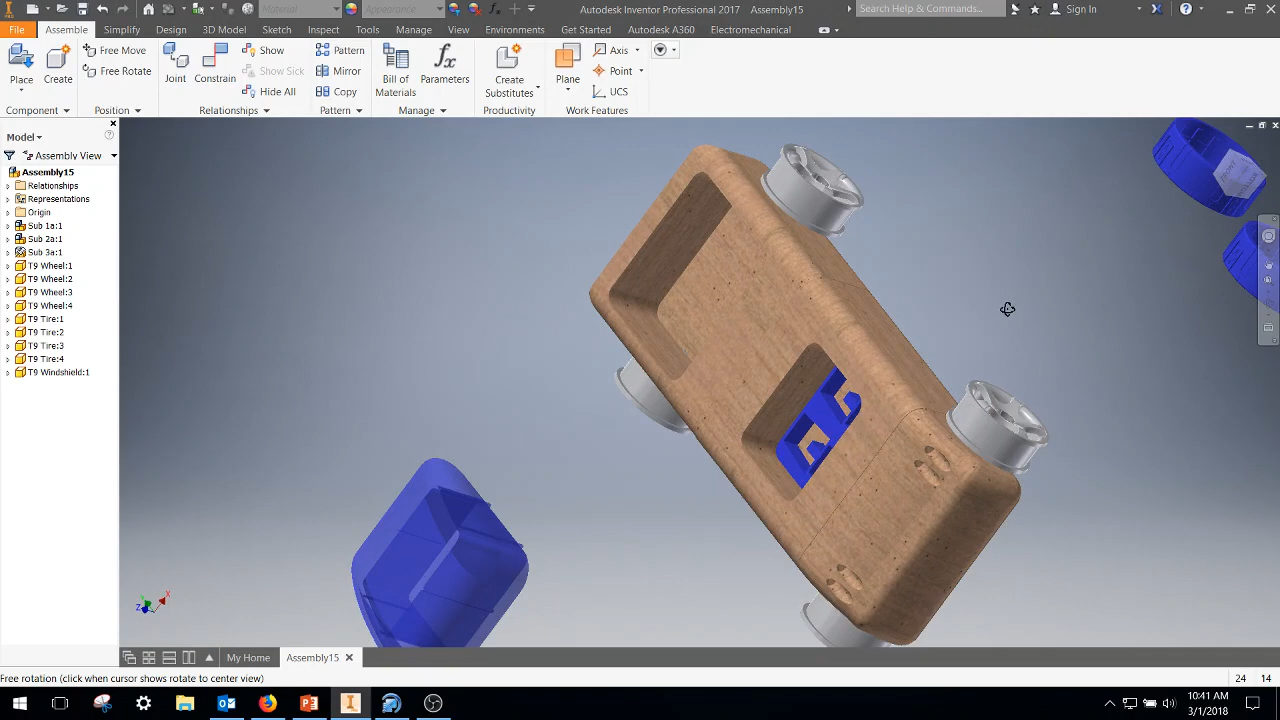 Material
Appearance
Autodesk Inventor Professional 2017 Assembly15
Search Help & Commands...
Sign In
File
Assemble
Simplify
Design
3D Model
Sketch
Inspect
Tools
Manage
View
Environments
Get Started
Autodesk A360
Electromechanical
Place
Create
Free Move
Free Rotate
Component
Position
Joint
Constrain
Show
Show Sick
Hide All
Relationships
Pattern
Mirror
Copy
Pattern
Bill of
Materials
Parameters
Manage
Create
Substitutes
Productivity
Plane
Axis
Point
UCS
Work Features
Model
Assembly View
Assembly15
Relationships
Representations
Origin
Sub 1a:1
Sub 2a:1
Sub 3a:1
T9 Wheel:1
T9 Wheel:2
T9 Wheel:3
T9 Wheel:4
T9 Tire:1
T9 Tire:2
T9 Tire:3
T9 Tire:4
T9 Windshield:1
X
Y
Z
My Home
Assembly15
Free rotation (click when cursor shows rotate to center view)
24 14
10:41 AM
3/1/2018